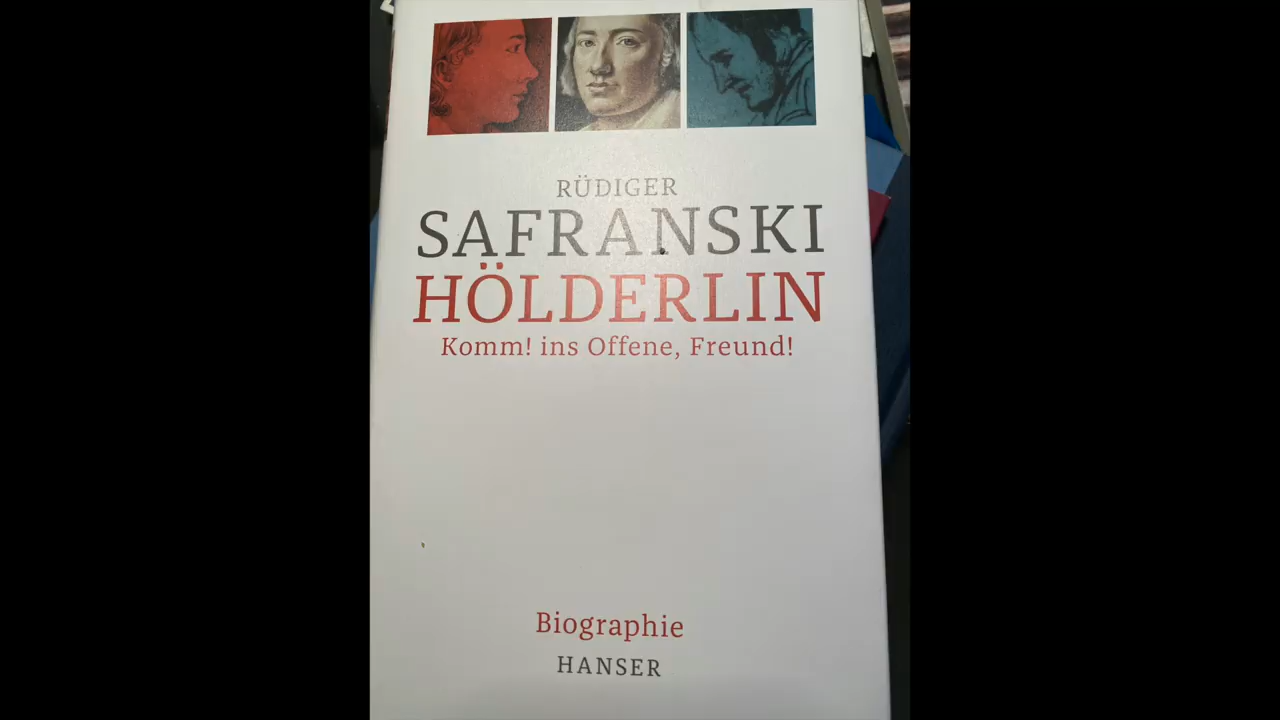 RÜDIGER
SAFRANSKI
HÖLDERLIN
Komm! ins Offene, Freund!
Biographie
HANSER